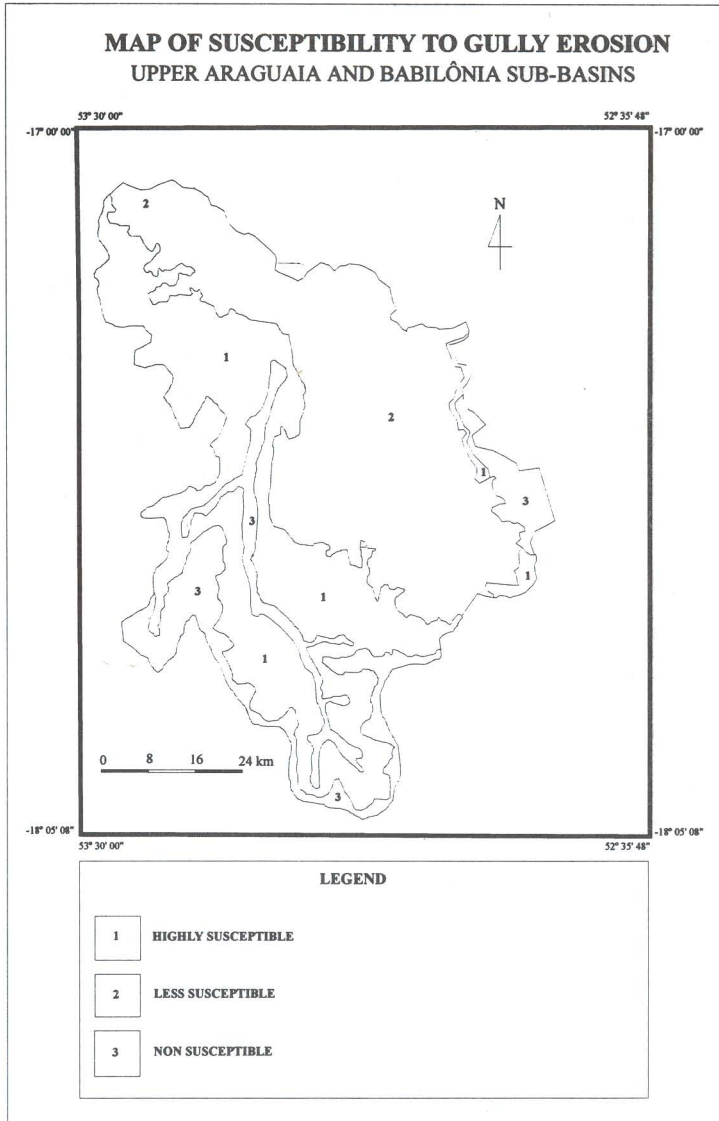 MAP OF SUSCEPTIBILITY TO GULLY EROSION
UPPER ARAGUAIA AND BABILÔNIA SUB-BASINS
53° 30' 00" 52° 35' 48"
-17° 00' 00" -17° 00' 00"
2
N
1
2
1
3
3
3
1
1
1
0 8 16 24 km
3
-18° 05' 08" -18° 05' 08"
53° 30' 00" 52° 35' 48"
LEGEND
1 HIGHLY SUSCEPTIBLE
2 LESS SUSCEPTIBLE
3 NON SUSCEPTIBLE